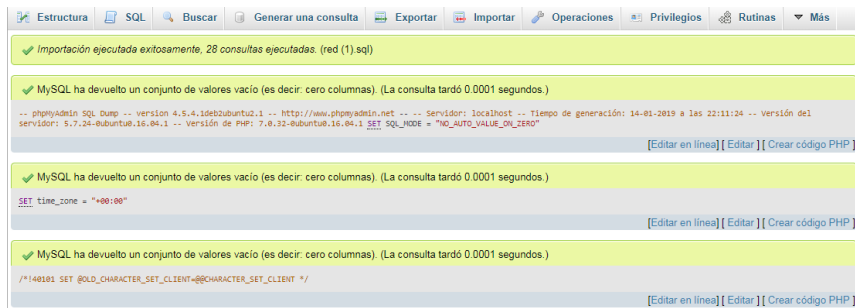 Estructura SQL Buscar Generar una consulta Exportar Importar Operaciones Privilegios Rutinas Más
Importación ejecutada exitosamente, 28 consultas ejecutadas. (red (1).sql)
MySQL ha devuelto un conjunto de valores vacío (es decir: cero columnas). (La consulta tardó 0.0001 segundos.)
-- phpMyAdmin SQL Dump -- version 4.5.4.1deb2ubuntu2.1 -- http://www.phpmyadmin.net -- -- Servidor: localhost -- Tiempo de generación: 14-01-2019 a las 22:11:24 -- Versión del
servidor: 5.7.24-0ubuntu0.16.04.1 -- Versión de PHP: 7.0.32-0ubuntu0.16.04.1 SET SQL_MODE = "NO_AUTO_VALUE_ON_ZERO"
[Editar en línea] [ Editar ] [ Crear código PHP ]
MySQL ha devuelto un conjunto de valores vacío (es decir: cero columnas). (La consulta tardó 0.0001 segundos.)
SET time_zone = "+00:00"
[Editar en línea] [ Editar ] [ Crear código PHP ]
MySQL ha devuelto un conjunto de valores vacío (es decir: cero columnas). (La consulta tardó 0.0001 segundos.)
/*!40101 SET @OLD_CHARACTER_SET_CLIENT=@@CHARACTER_SET_CLIENT */
[Editar en línea] [ Editar ] [ Crear código PHP ]